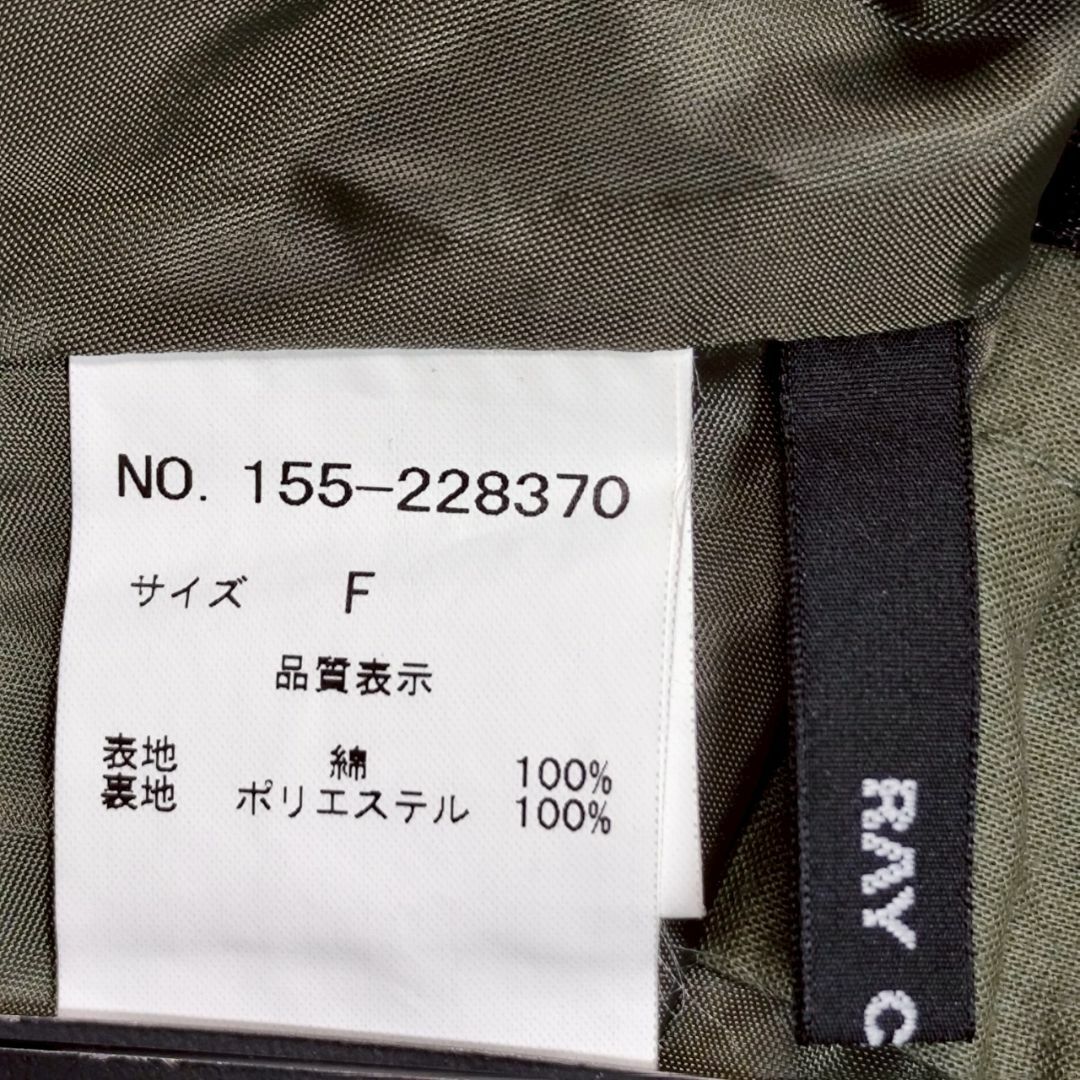 NO. 155-228370
サイズ F
品質表示
表地 綿 100%
裏地 ポリエステル 100%
RAY C